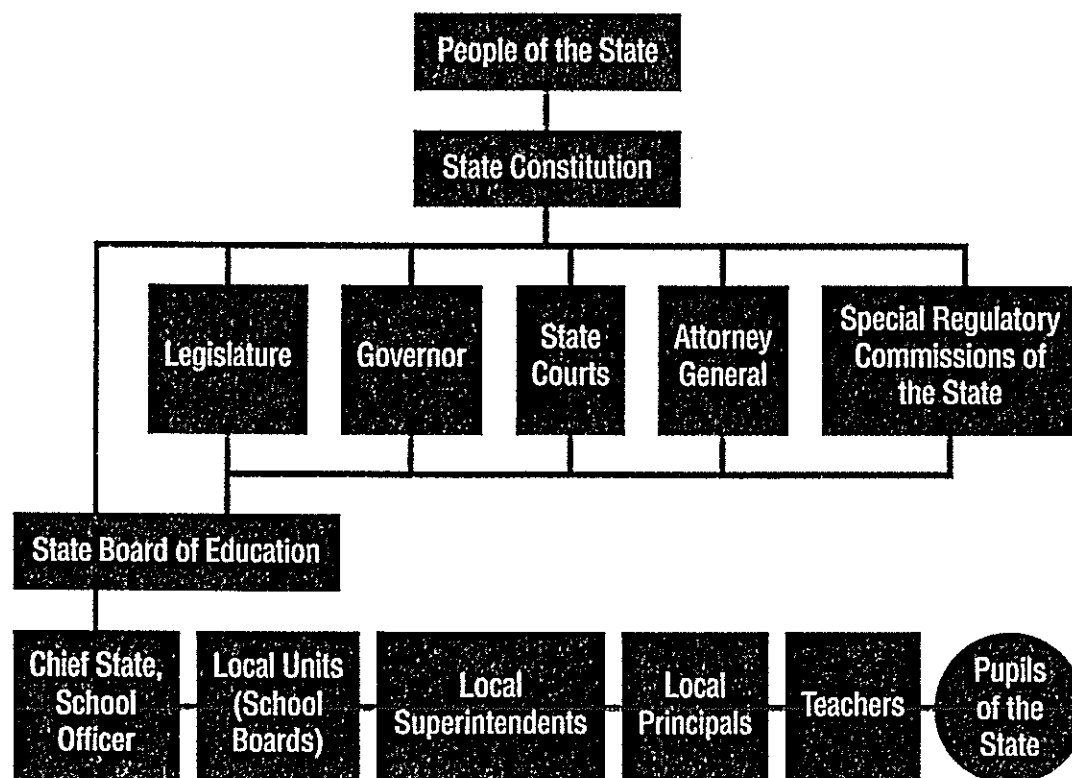 People of the State
State Constitution
Legislature
Governor
State
Courts
Attorney
General
Special Regulatory
Commissions of
the State
State Board of Education
Chief State,
School
Officer
Local Units
(School
Boards)
Local
Superintendents
Local
Principals
Teachers
Pupils
of the
State